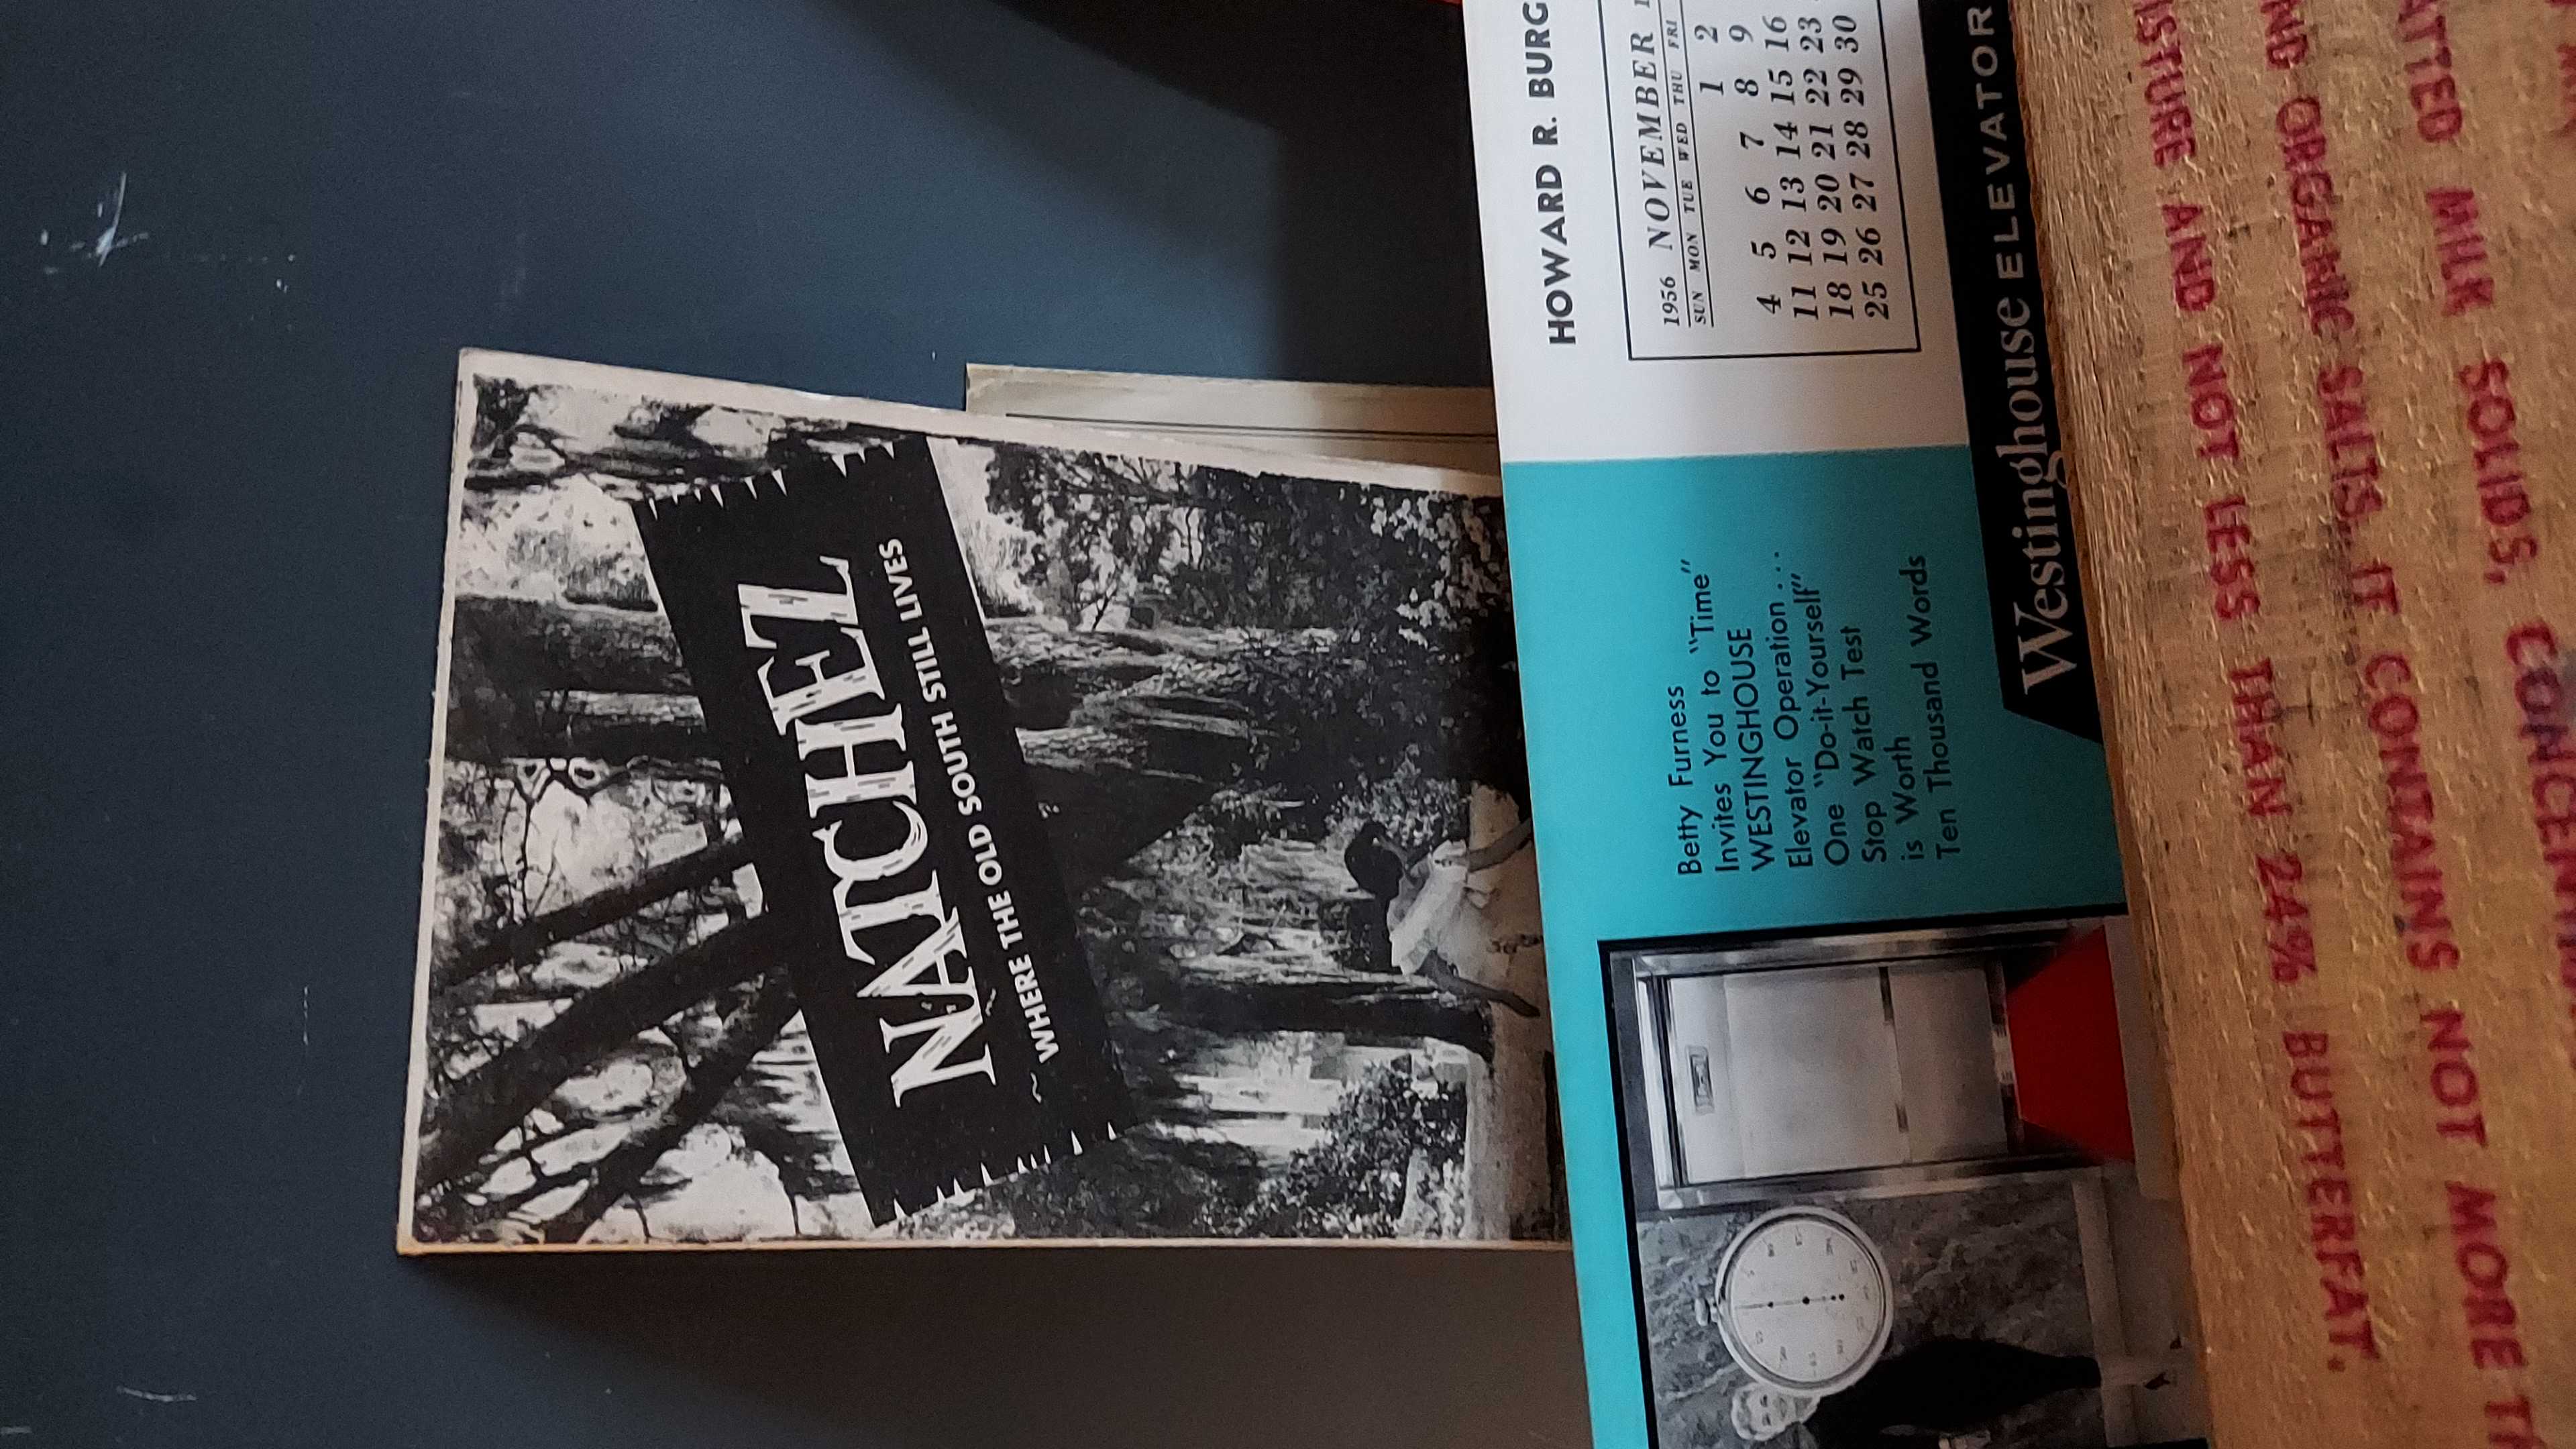 NATCHEZ
~ WHERE THE OLD SOUTH STILL LIVES
HOWARD R. BURG
1956 NOVEMBER
SUN MON TUE WED THU FRI
1 2
4 5 6 7 8 9
11 12 13 14 15 16
18 19 20 21 22 23
25 26 27 28 29 30
Betty Furness
Invites You to "Time"
WESTINGHOUSE
Elevator Operation . . . .
One "Do-it-Yourself"
Stop Watch Test
is Worth
Ten Thousand Words
Westinghouse ELEVATOR
ISTURE AND NOT LESS THAN 24% BUTTERFAT.
ND ORGANIC SALTS. IT CONTAINS NOT MORE T
ATTED MILK SOLIDS,